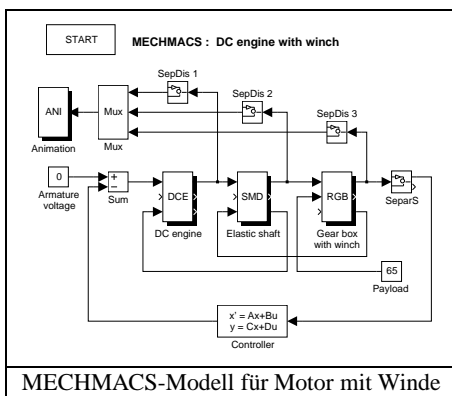 START
MECHMACS : DC engine with winch
SepDis 1
SepDis 2
SepDis 3
ANI
Mux
Animation
Mux
0
Armature
voltage
+
−
Sum
DCE
DC engine
SMD
Elastic shaft
RGB
Gear box
with winch
SeparS
65
Payload
x' = Ax+Bu
y = Cx+Du
Controller
MECHMACS-Modell für Motor mit Winde